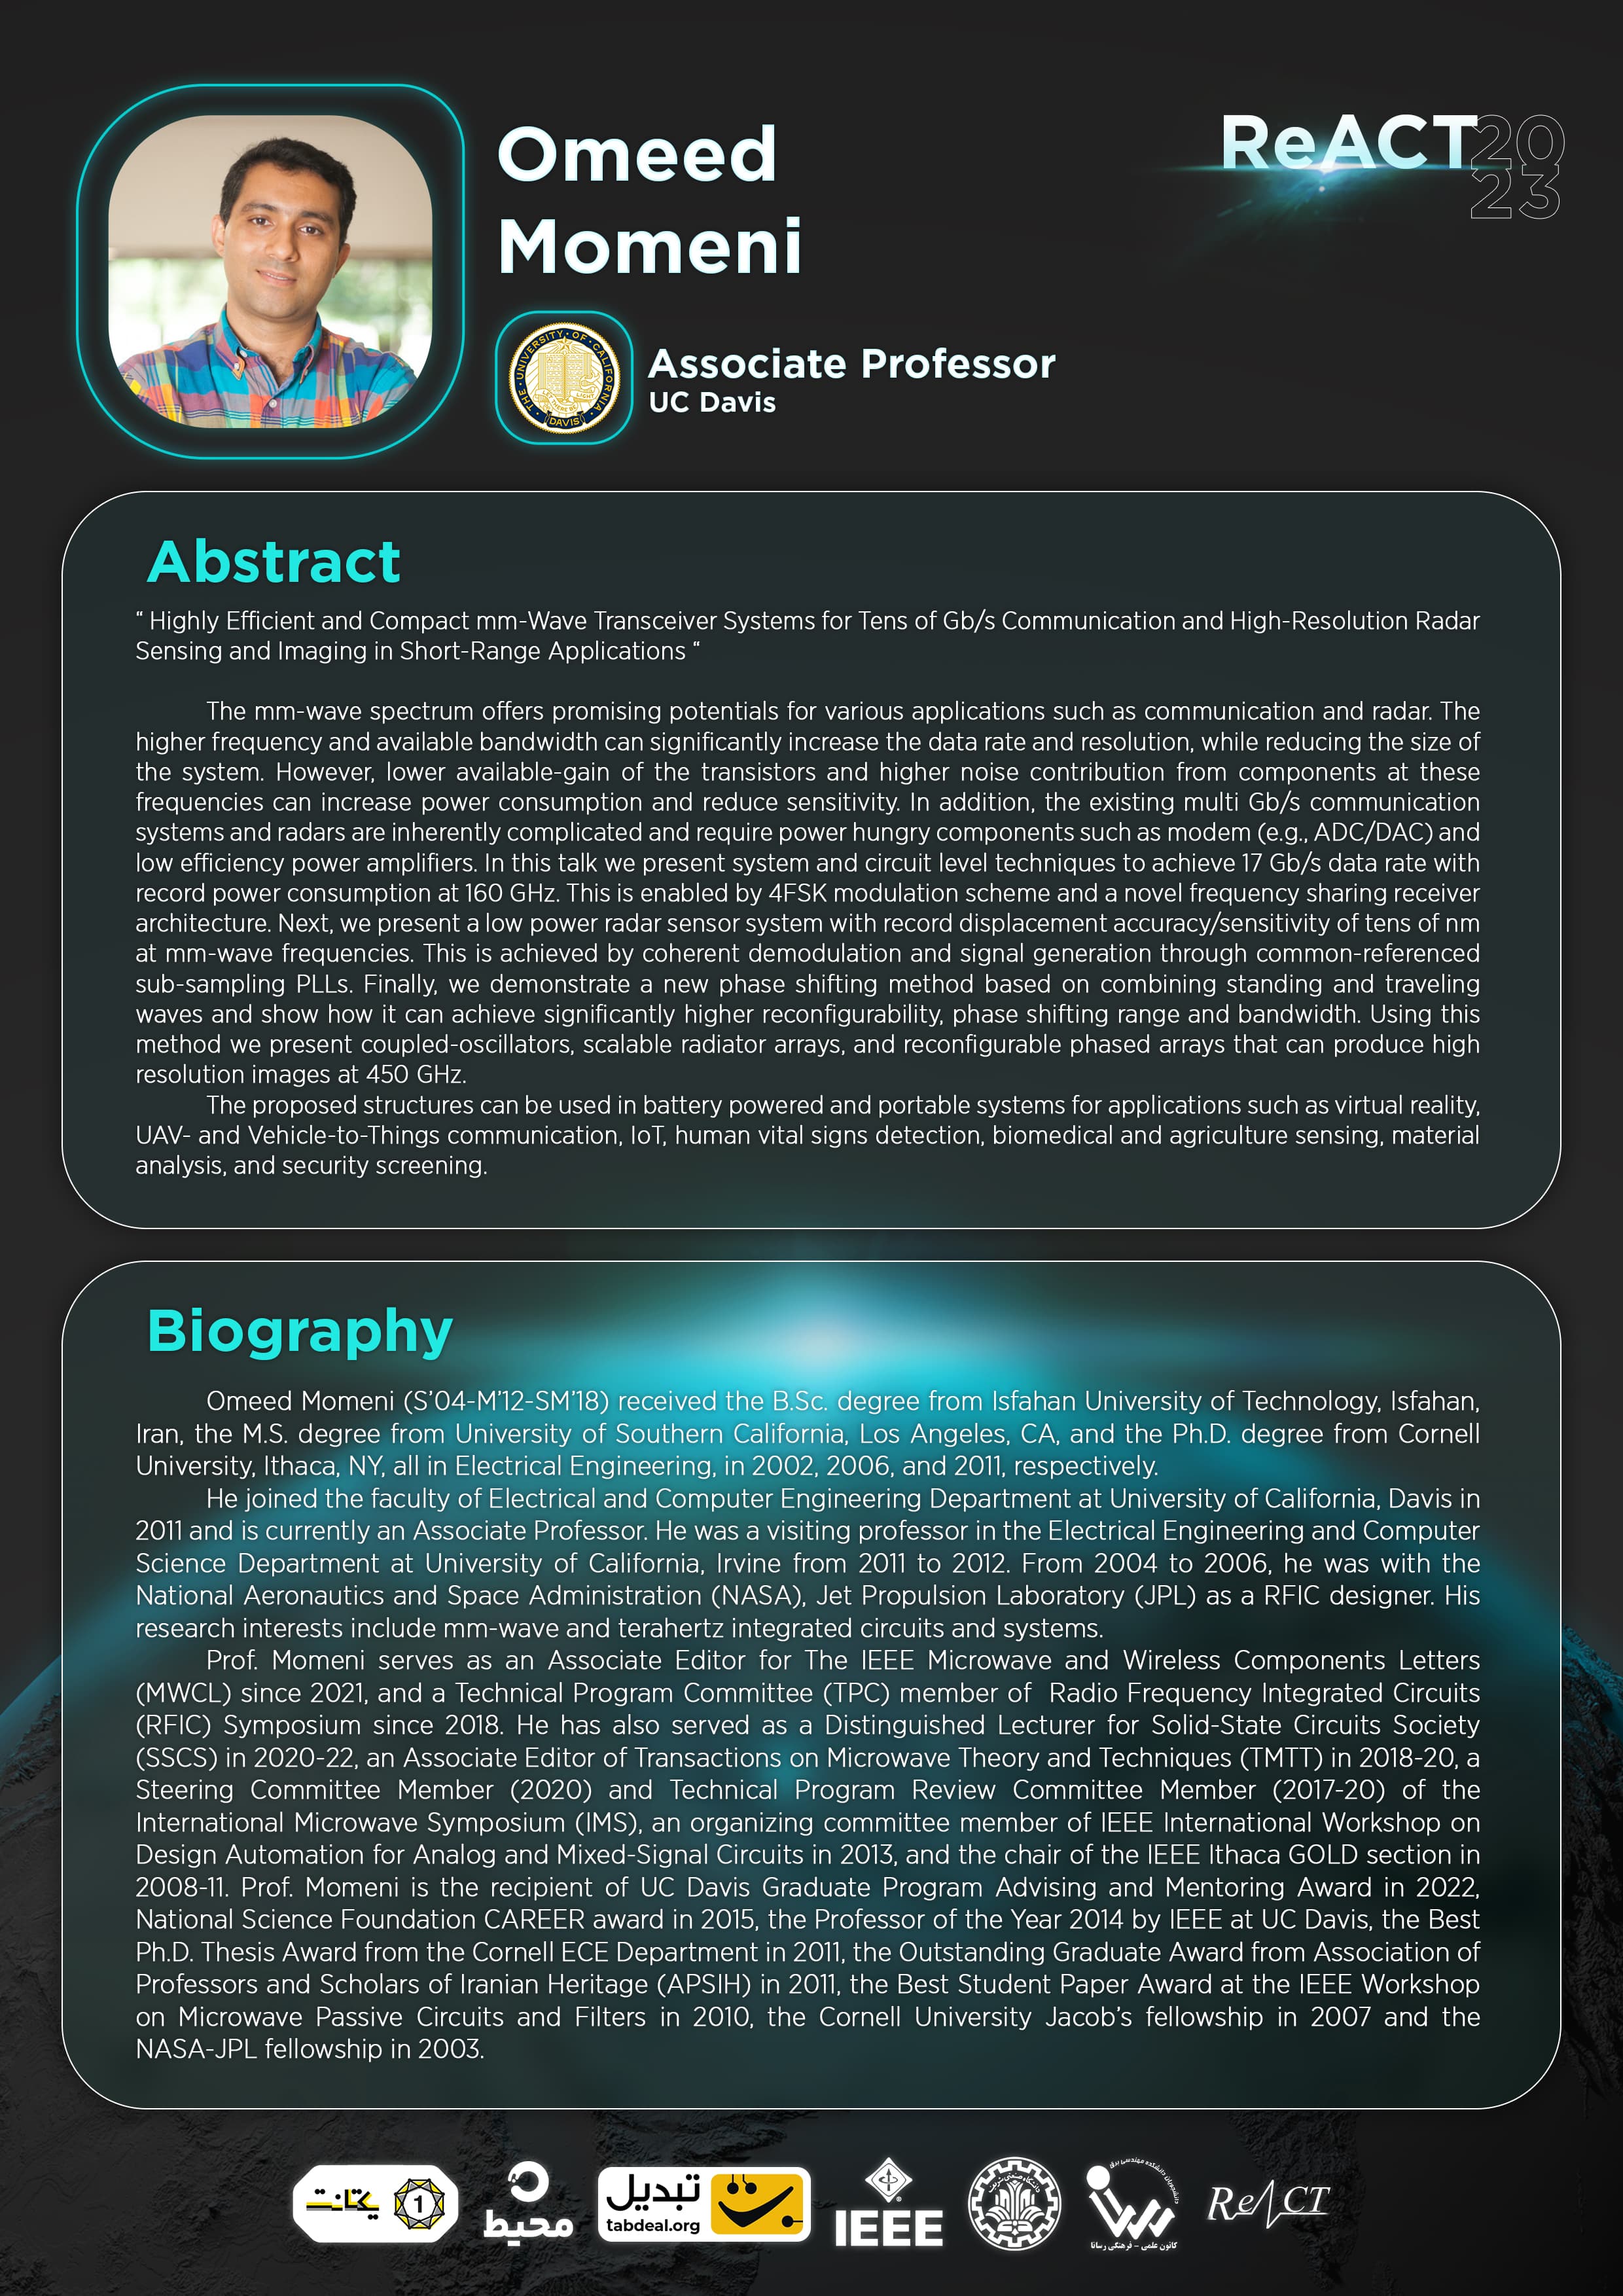 Omeed
Momeni
ReACT
20
23
THE UNIVERSITY OF CALIFORNIA
DAVIS
Associate Professor
UC Davis
Abstract
“ Highly Efficient and Compact mm-Wave Transceiver Systems for Tens of Gb/s Communication and High-Resolution Radar
Sensing and Imaging in Short-Range Applications “
The mm-wave spectrum offers promising potentials for various applications such as communication and radar. The
higher frequency and available bandwidth can significantly increase the data rate and resolution, while reducing the size of
the system. However, lower available-gain of the transistors and higher noise contribution from components at these
frequencies can increase power consumption and reduce sensitivity. In addition, the existing multi Gb/s communication
systems and radars are inherently complicated and require power hungry components such as modem (e.g., ADC/DAC) and
low efficiency power amplifiers. In this talk we present system and circuit level techniques to achieve 17 Gb/s data rate with
record power consumption at 160 GHz. This is enabled by 4FSK modulation scheme and a novel frequency sharing receiver
architecture. Next, we present a low power radar sensor system with record displacement accuracy/sensitivity of tens of nm
at mm-wave frequencies. This is achieved by coherent demodulation and signal generation through common-referenced
sub-sampling PLLs. Finally, we demonstrate a new phase shifting method based on combining standing and traveling
waves and show how it can achieve significantly higher reconfigurability, phase shifting range and bandwidth. Using this
method we present coupled-oscillators, scalable radiator arrays, and reconfigurable phased arrays that can produce high
resolution images at 450 GHz.
The proposed structures can be used in battery powered and portable systems for applications such as virtual reality,
UAV- and Vehicle-to-Things communication, IoT, human vital signs detection, biomedical and agriculture sensing, material
analysis, and security screening.
Biography
Omeed Momeni (S’04-M’12-SM’18) received the B.Sc. degree from Isfahan University of Technology, Isfahan,
Iran, the M.S. degree from University of Southern California, Los Angeles, CA, and the Ph.D. degree from Cornell
University, Ithaca, NY, all in Electrical Engineering, in 2002, 2006, and 2011, respectively.
He joined the faculty of Electrical and Computer Engineering Department at University of California, Davis in
2011 and is currently an Associate Professor. He was a visiting professor in the Electrical Engineering and Computer
Science Department at University of California, Irvine from 2011 to 2012. From 2004 to 2006, he was with the
National Aeronautics and Space Administration (NASA), Jet Propulsion Laboratory (JPL) as a RFIC designer. His
research interests include mm-wave and terahertz integrated circuits and systems.
Prof. Momeni serves as an Associate Editor for The IEEE Microwave and Wireless Components Letters
(MWCL) since 2021, and a Technical Program Committee (TPC) member of Radio Frequency Integrated Circuits
(RFIC) Symposium since 2018. He has also served as a Distinguished Lecturer for Solid-State Circuits Society
(SSCS) in 2020-22, an Associate Editor of Transactions on Microwave Theory and Techniques (TMTT) in 2018-20, a
Steering Committee Member (2020) and Technical Program Review Committee Member (2017-20) of the
International Microwave Symposium (IMS), an organizing committee member of IEEE International Workshop on
Design Automation for Analog and Mixed-Signal Circuits in 2013, and the chair of the IEEE Ithaca GOLD section in
2008-11. Prof. Momeni is the recipient of UC Davis Graduate Program Advising and Mentoring Award in 2022,
National Science Foundation CAREER award in 2015, the Professor of the Year 2014 by IEEE at UC Davis, the Best
Ph.D. Thesis Award from the Cornell ECE Department in 2011, the Outstanding Graduate Award from Association of
Professors and Scholars of Iranian Heritage (APSIH) in 2011, the Best Student Paper Award at the IEEE Workshop
on Microwave Passive Circuits and Filters in 2010, the Cornell University Jacob’s fellowship in 2007 and the
NASA-JPL fellowship in 2003.
یکتانت
1
محیط
تبدیل
tabdeal.org
IEEE
کانون علمی - فرهنگی رسانا
ReACT